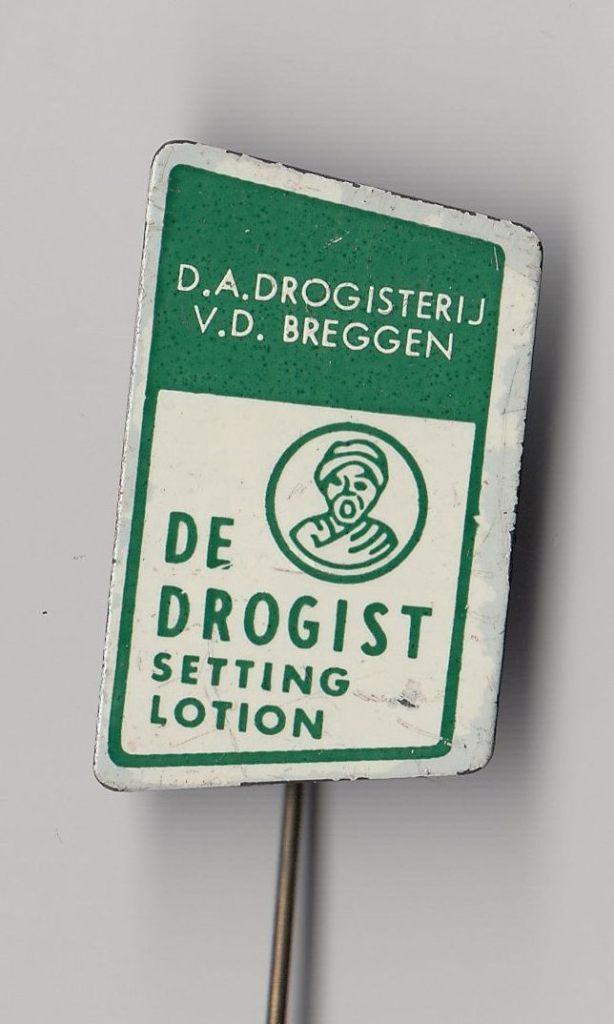 D.A.DROGISTERIJ
V.D. BREGGEN
DE
DROGIST
SETTING
LOTION